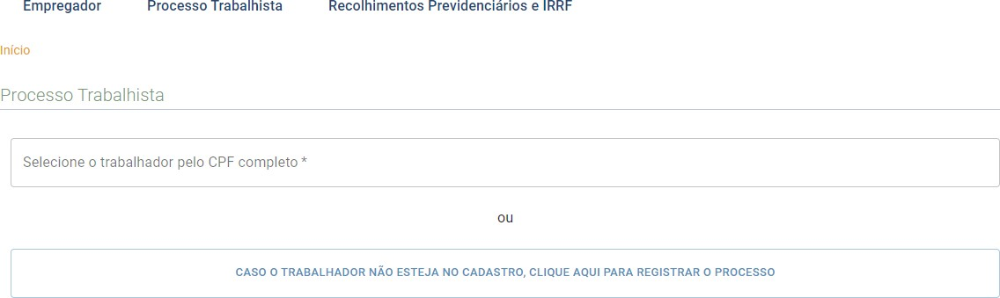 Empregador Processo Trabalhista Recolhimentos Previdenciários e IRRF
Início
Processo Trabalhista
Selecione o trabalhador pelo CPF completo *
ou
CASO O TRABALHADOR NÃO ESTEJA NO CADASTRO, CLIQUE AQUI PARA REGISTRAR O PROCESSO